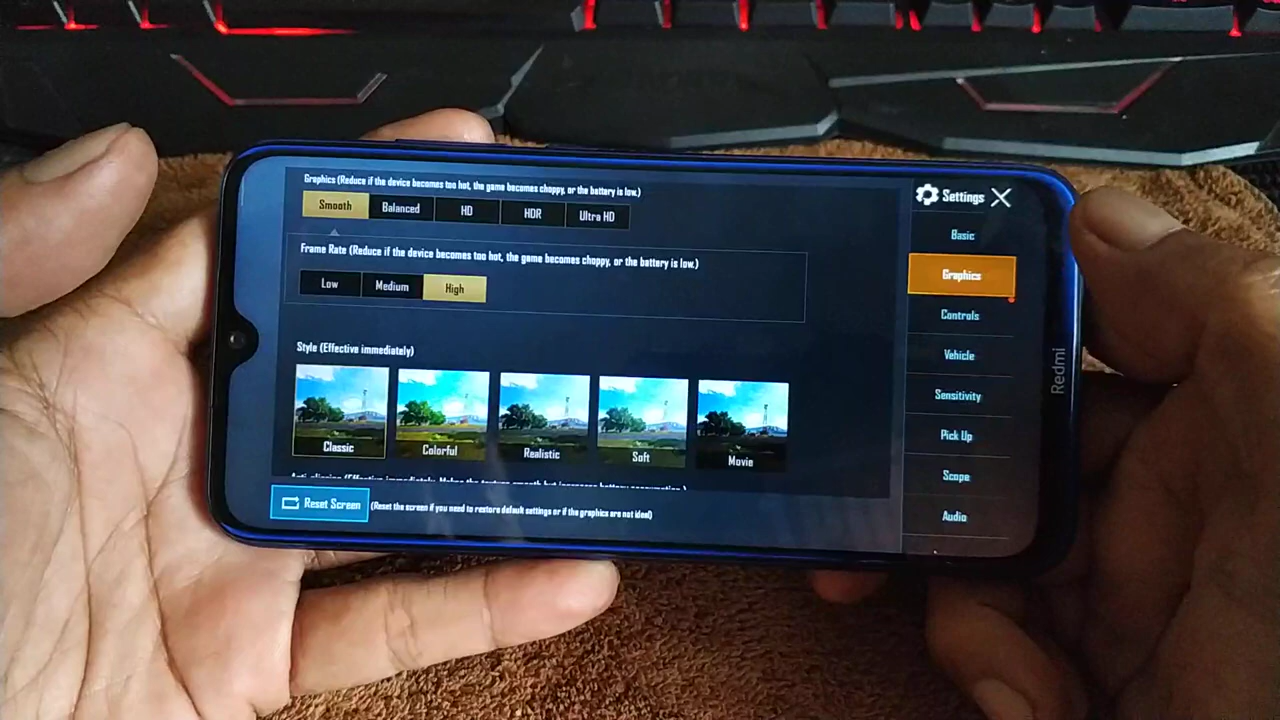 Graphics (Reduce if the device becomes too hot, the game becomes choppy, or the battery is low.)
Smooth
Balanced
HD
HDR
Ultra HD
Frame Rate (Reduce if the device becomes too hot, the game becomes choppy, or the battery is low.)
Low
Medium
High
Style (Effective immediately)
Classic
Colorful
Realistic
Soft
Movie
Reset Screen
(Reset the screen if you need to restore default settings or if the graphics are not ideal)
Settings
Basic
Graphics
Controls
Vehicle
Sensitivity
Pick Up
Scope
Audio
Redmi